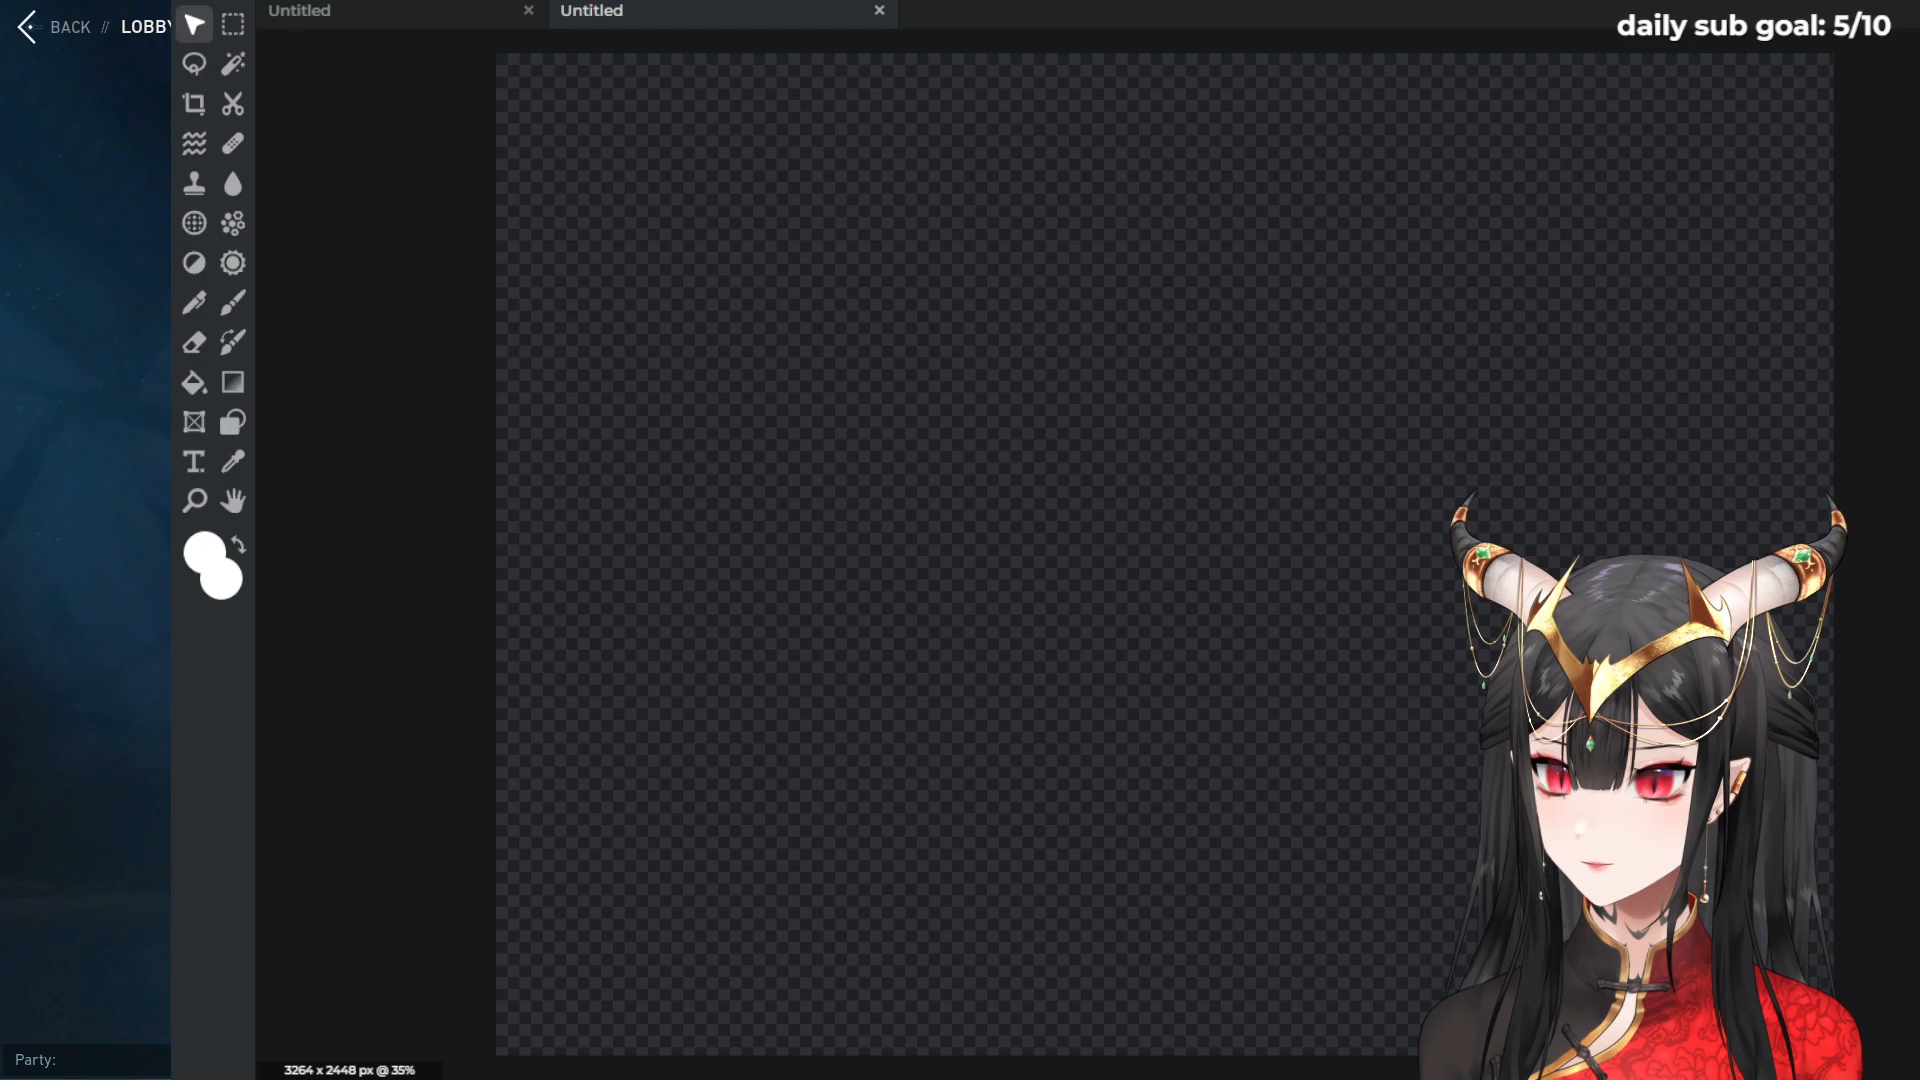 BACK // LOBBY
Untitled
Untitled
daily sub goal: 5/10
Party:
3264 x 2448 px @ 35%